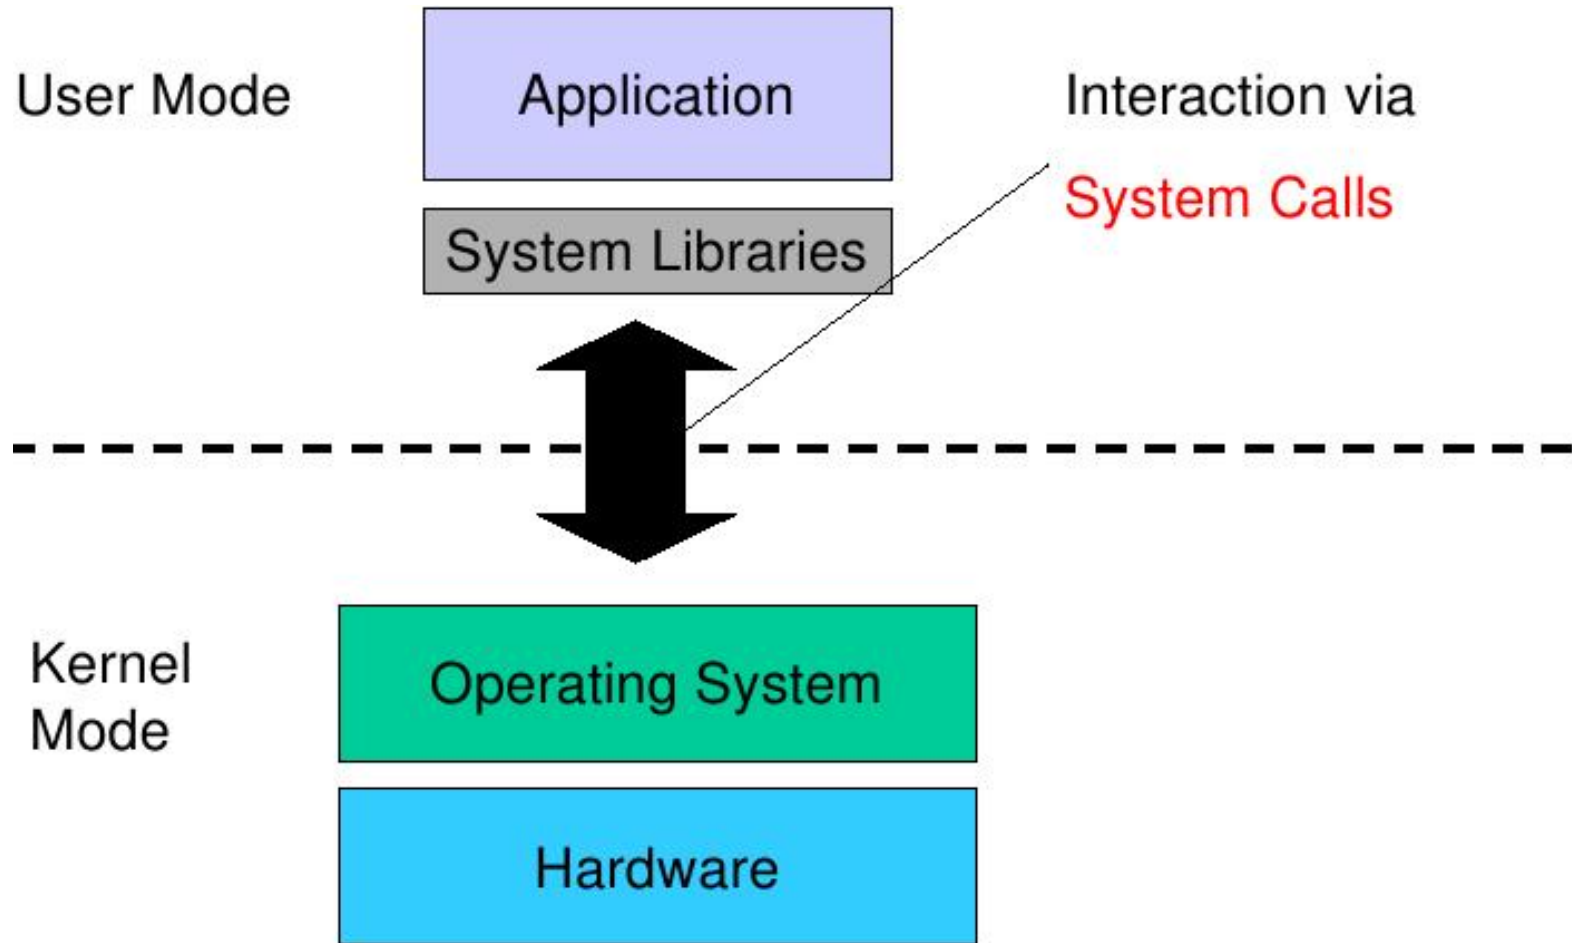 User Mode
Application
Interaction via
System Calls
System Libraries
Kernel
Mode
Operating System
Hardware